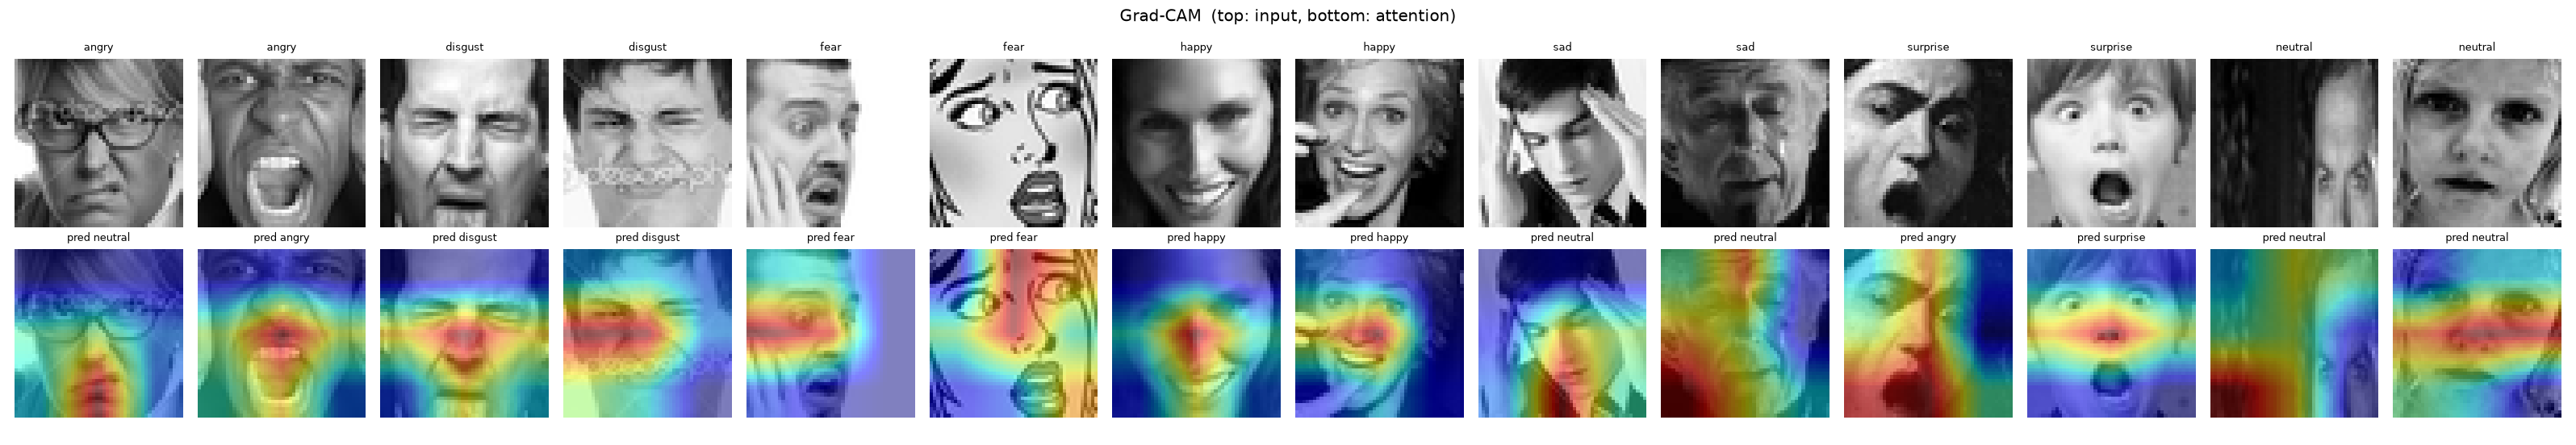 Grad-CAM (top: input, bottom: attention)
angry angry disgust disgust fear fear happy happy sad sad surprise surprise neutral neutral
pred neutral pred angry pred disgust pred disgust pred fear pred fear pred happy pred happy pred neutral pred neutral pred angry pred surprise pred neutral pred neutral